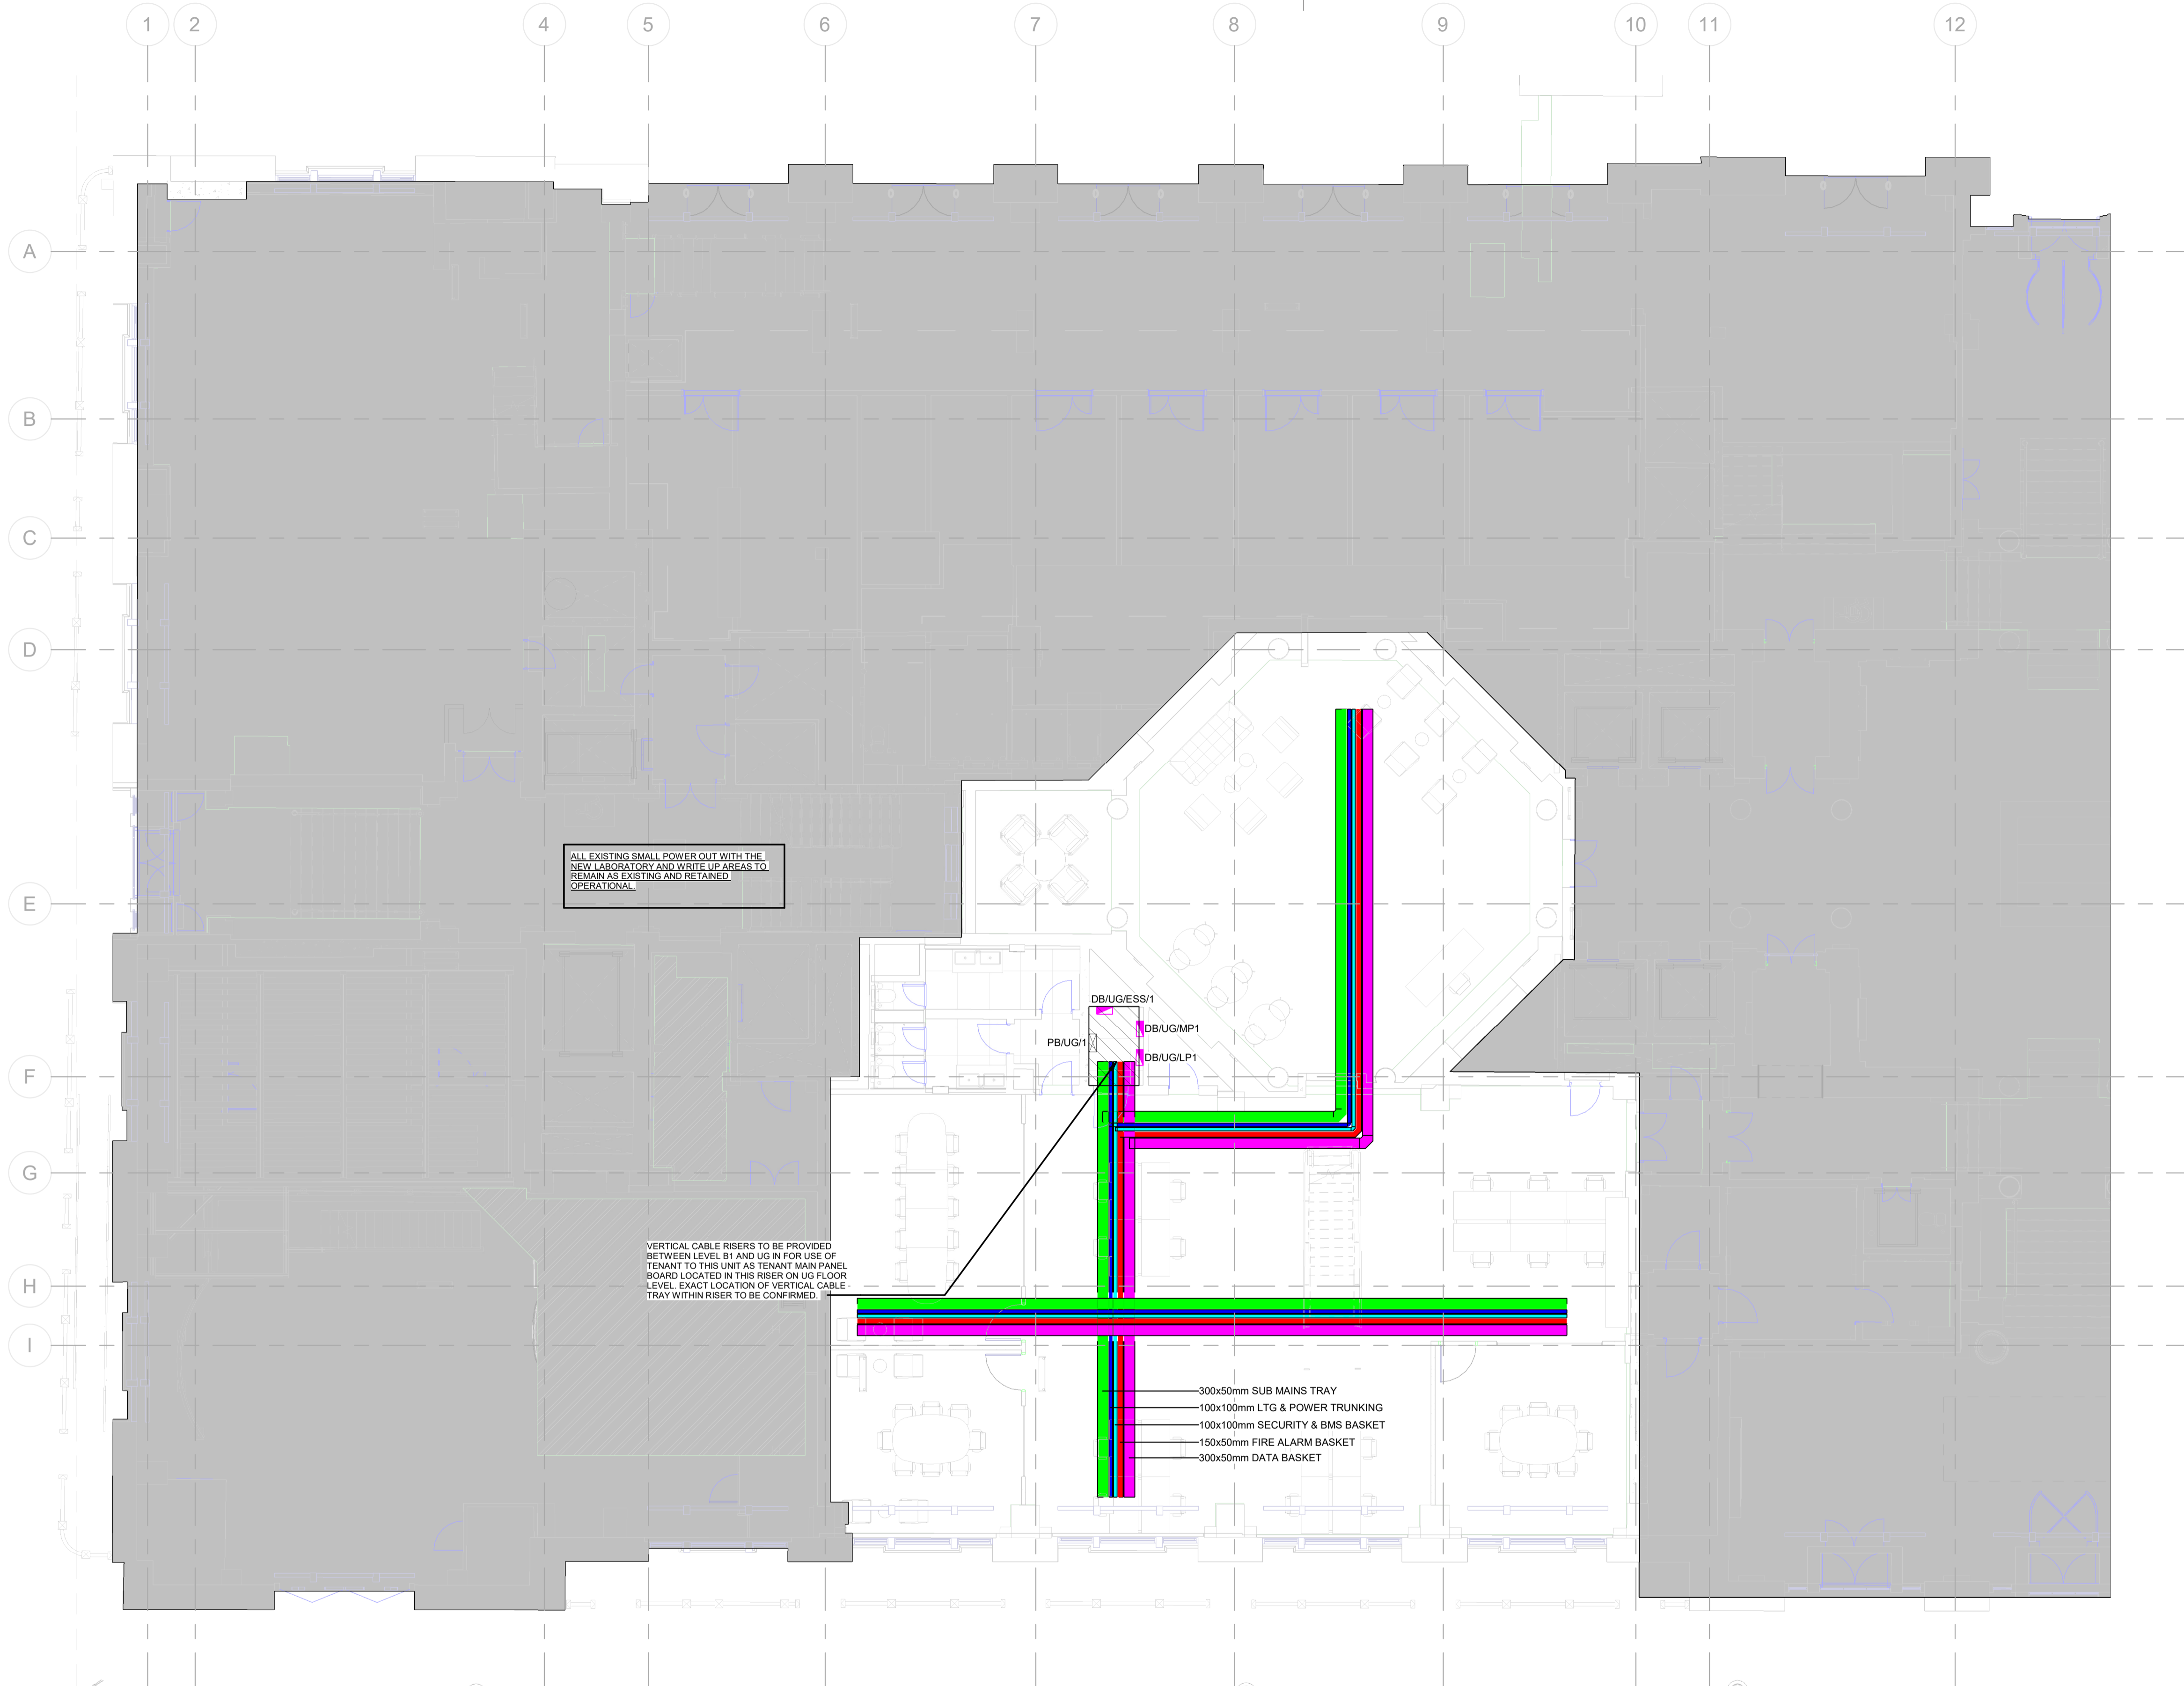 1
2
4
5
6
7
8
9
10
11
12
A
B
C
D
E
F
G
H
I
ALL EXISTING SMALL POWER OUT WITH THE
NEW LABORATORY AND WRITE UP AREAS TO
REMAIN AS EXISTING AND RETAINED
OPERATIONAL.
DB/UG/ESS/1
DB/UG/MP1
PB/UG/1
DB/UG/LP1
VERTICAL CABLE RISERS TO BE PROVIDED
BETWEEN LEVEL B1 AND UG IN FOR USE OF
TENANT TO THIS UNIT AS TENANT MAIN PANEL
BOARD LOCATED IN THIS RISER ON UG FLOOR
LEVEL. EXACT LOCATION OF VERTICAL CABLE
TRAY WITHIN RISER TO BE CONFIRMED.
300x50mm SUB MAINS TRAY
100x100mm LTG & POWER TRUNKING
100x100mm SECURITY & BMS BASKET
150x50mm FIRE ALARM BASKET
300x50mm DATA BASKET